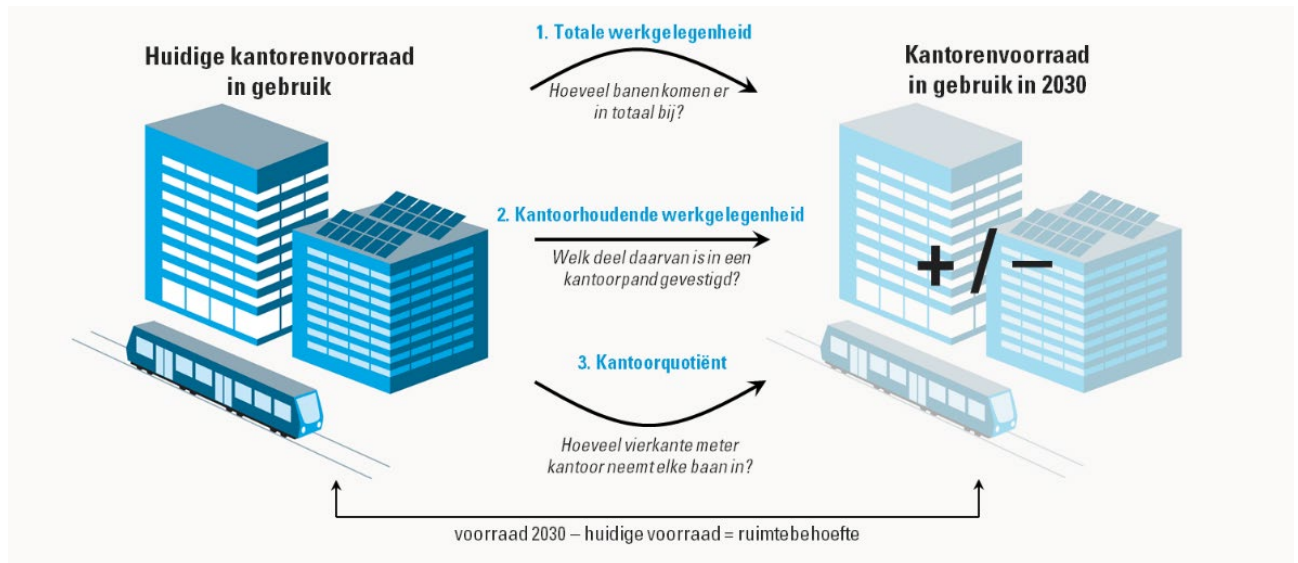 Huidige kantorenvoorraad
in gebruik
1. Totale werkgelegenheid
Hoeveel banen komen er
in totaal bij?
Kantorenvoorraad
in gebruik in 2030
2. Kantoorhoudende werkgelegenheid
Welk deel daarvan is in een
kantoorpand gevestigd?
+ / −
3. Kantoorquotiënt
Hoeveel vierkante meter
kantoor neemt elke baan in?
voorraad 2030 – huidige voorraad = ruimtebehoefte